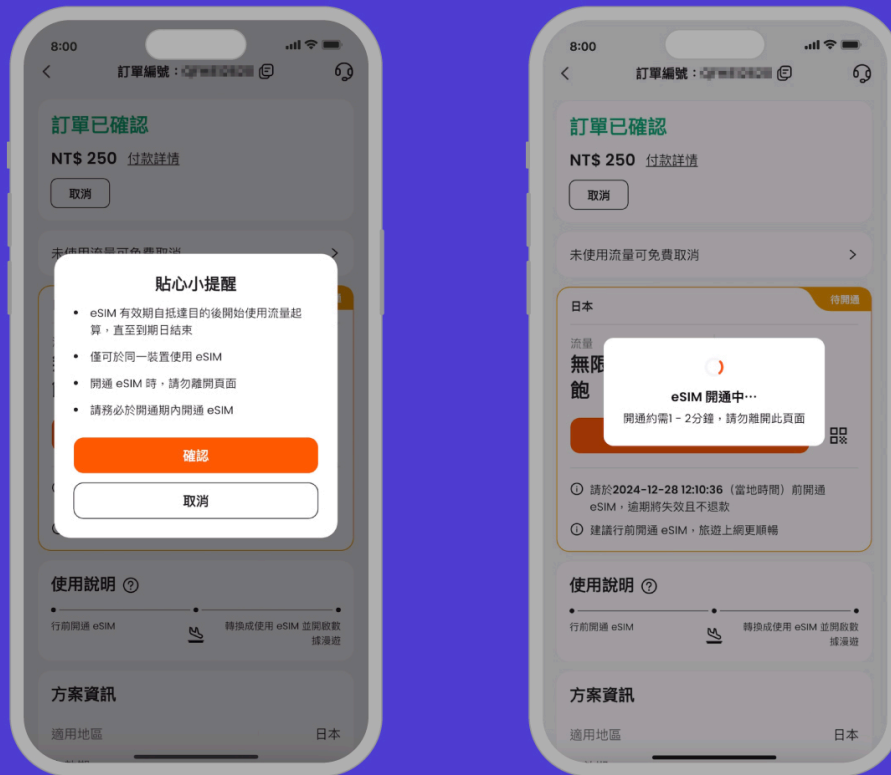 8:00
訂單編號：
訂單已確認
NT$ 250 付款詳情
取消
未使用流量可免費取消
貼心小提醒
• eSIM 有效期自抵達目的後開始使用流量起
算，直至到期日結束
• 僅可於同一裝置使用 eSIM
• 開通 eSIM 時，請勿離開頁面
• 請務必於開通期內開通 eSIM
確認
取消
使用說明
行前開通 eSIM
轉換成使用 eSIM 並開啟數
據漫遊
方案資訊
適用地區 日本
8:00
訂單編號：
訂單已確認
NT$ 250 付款詳情
取消
未使用流量可免費取消
日本 待開通
流量
無限
飽
eSIM 開通中…
開通約需1 - 2分鐘，請勿離開此頁面
請於2024-12-28 12:10:36（當地時間）前開通
eSIM，逾期將失效且不退款
建議行前開通 eSIM，旅遊上網更順暢
使用說明
行前開通 eSIM
轉換成使用 eSIM 並開啟數
據漫遊
方案資訊
適用地區 日本